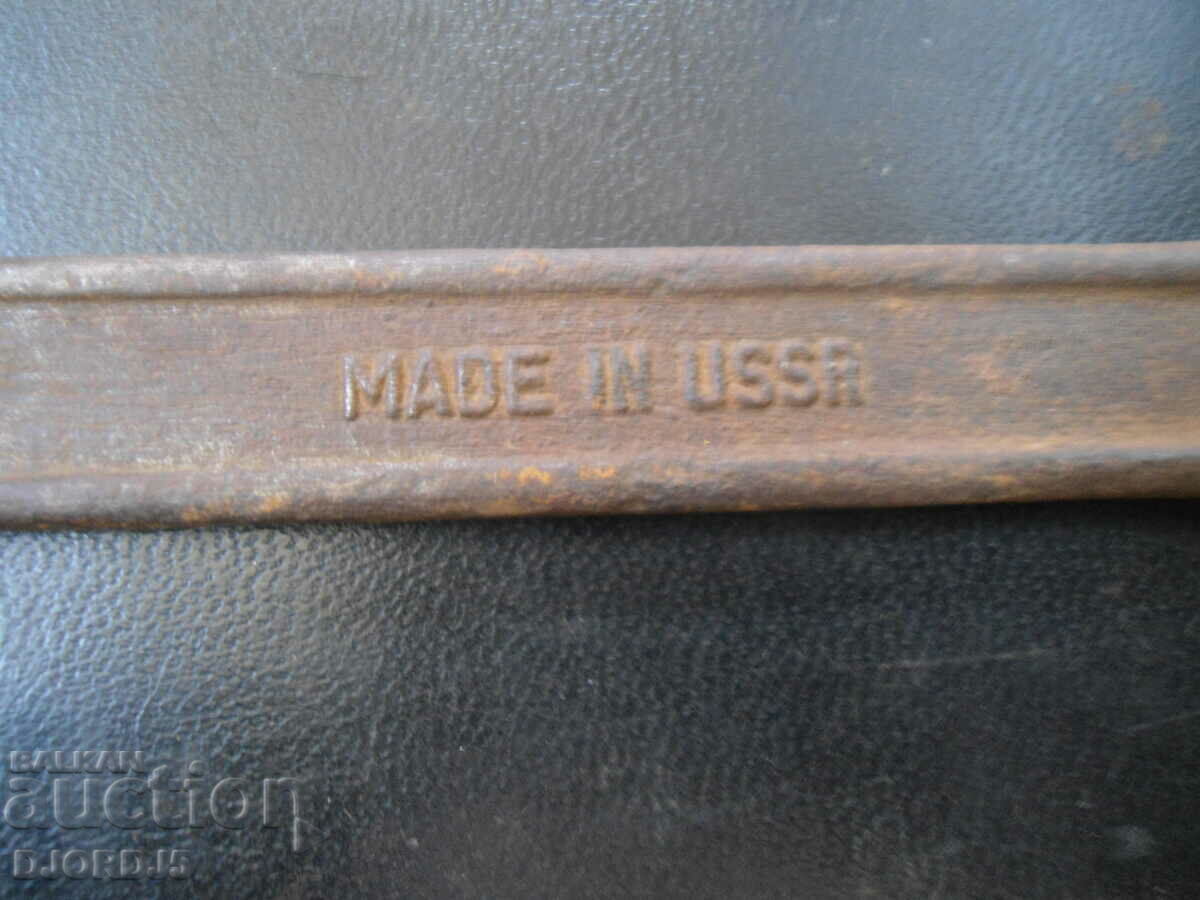 MADE IN USSR
BALKAN
auction
DJORDJ5